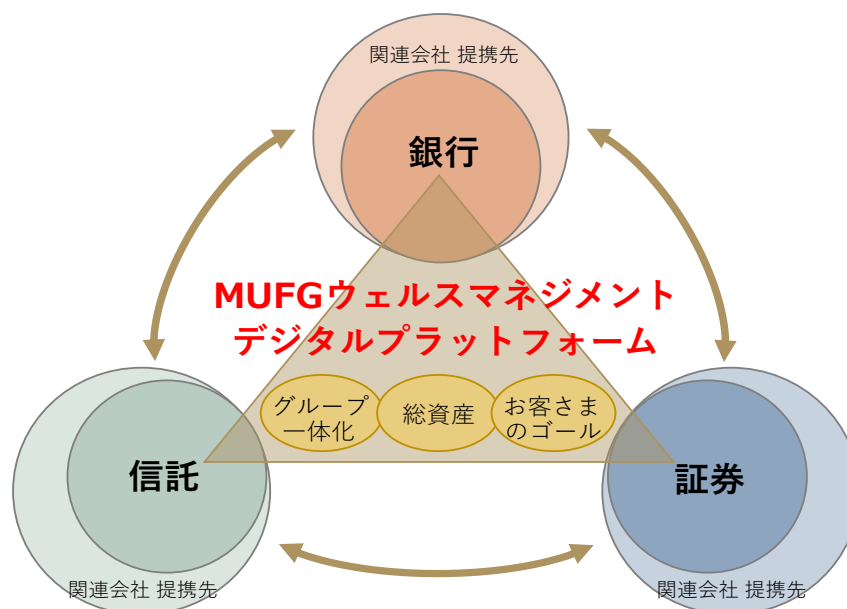 関連会社 提携先
銀行
MUFGウェルスマネジメント
デジタルプラットフォーム
グループ
一体化
総資産
お客さま
のゴール
信託
証券
関連会社 提携先
関連会社 提携先